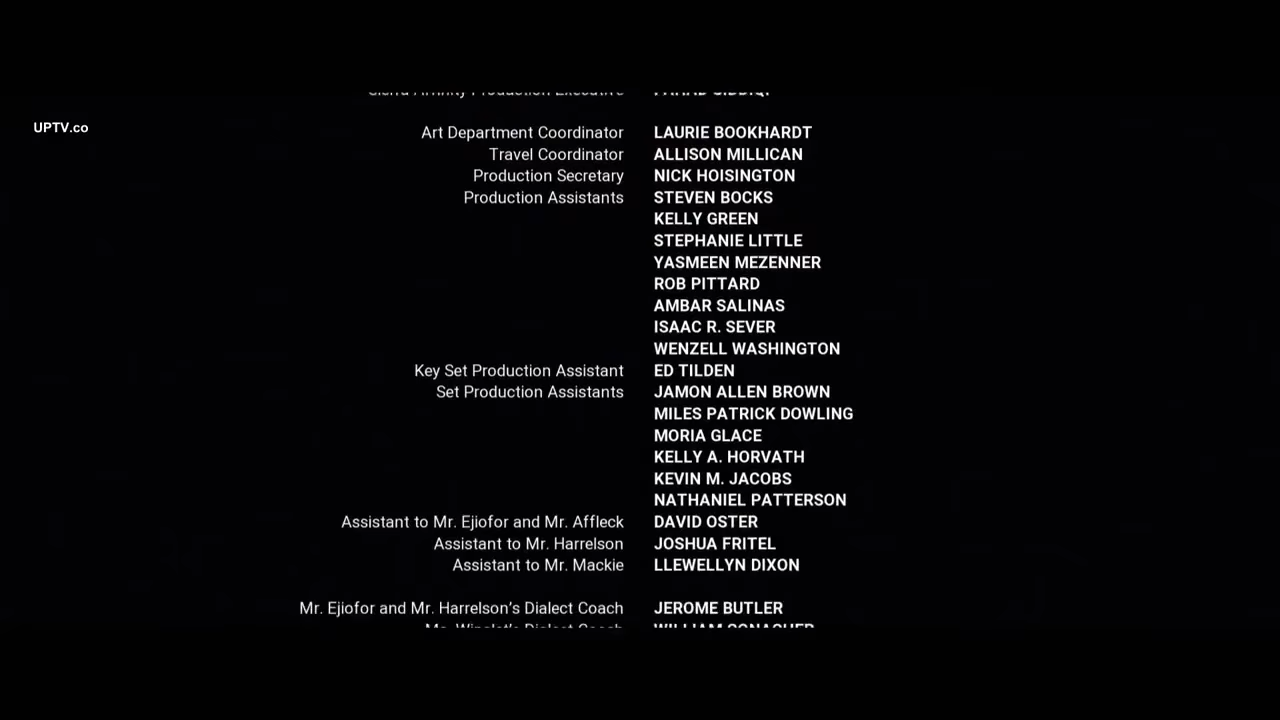 UPTV.co
Art Department Coordinator LAURIE BOOKHARDT
Travel Coordinator ALLISON MILLICAN
Production Secretary NICK HOISINGTON
Production Assistants STEVEN BOCKS
KELLY GREEN
STEPHANIE LITTLE
YASMEEN MEZENNER
ROB PITTARD
AMBAR SALINAS
ISAAC R. SEVER
WENZELL WASHINGTON
Key Set Production Assistant ED TILDEN
Set Production Assistants JAMON ALLEN BROWN
MILES PATRICK DOWLING
MORIA GLACE
KELLY A. HORVATH
KEVIN M. JACOBS
NATHANIEL PATTERSON
Assistant to Mr. Ejiofor and Mr. Affleck DAVID OSTER
Assistant to Mr. Harrelson JOSHUA FRITEL
Assistant to Mr. Mackie LLEWELLYN DIXON
Mr. Ejiofor and Mr. Harrelson’s Dialect Coach JEROME BUTLER